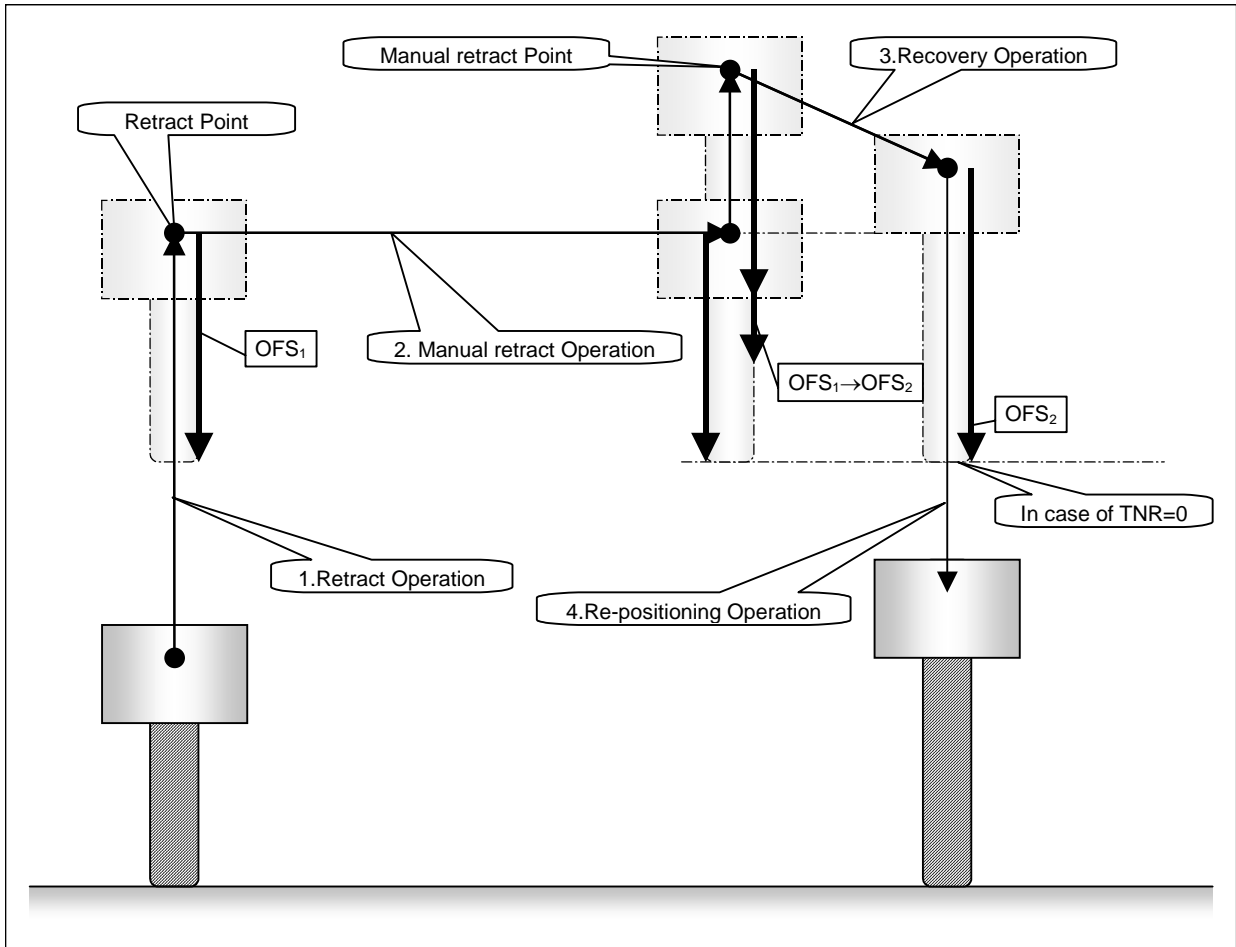 Manual retract Point
3.Recovery Operation
Retract Point
OFS₁
2. Manual retract Operation
OFS₁→OFS₂
OFS₂
In case of TNR=0
1.Retract Operation
4.Re-positioning Operation